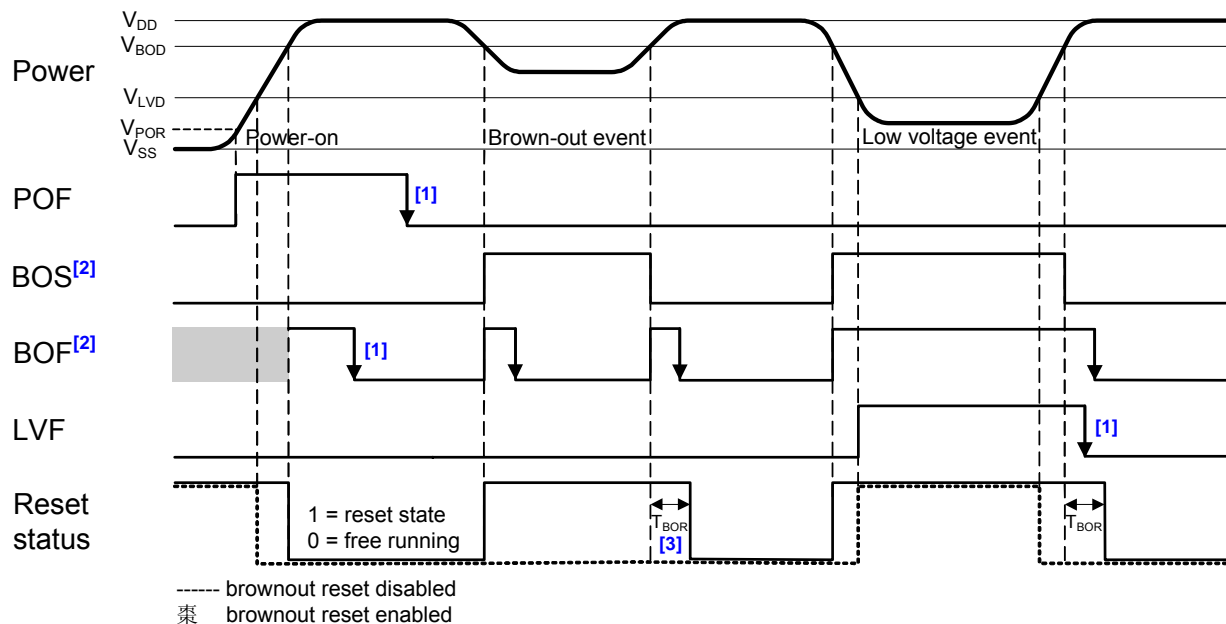 VDD
VBOD
Power
VLVD
VPOR
VSS
Power-on
Brown-out event
Low voltage event
POF
[1]
BOS[2]
BOF[2]
[1]
LVF
[1]
Reset status
1 = reset state
0 = free running
TBOR
[3]
TBOR
------ brownout reset disabled
棗 brownout reset enabled